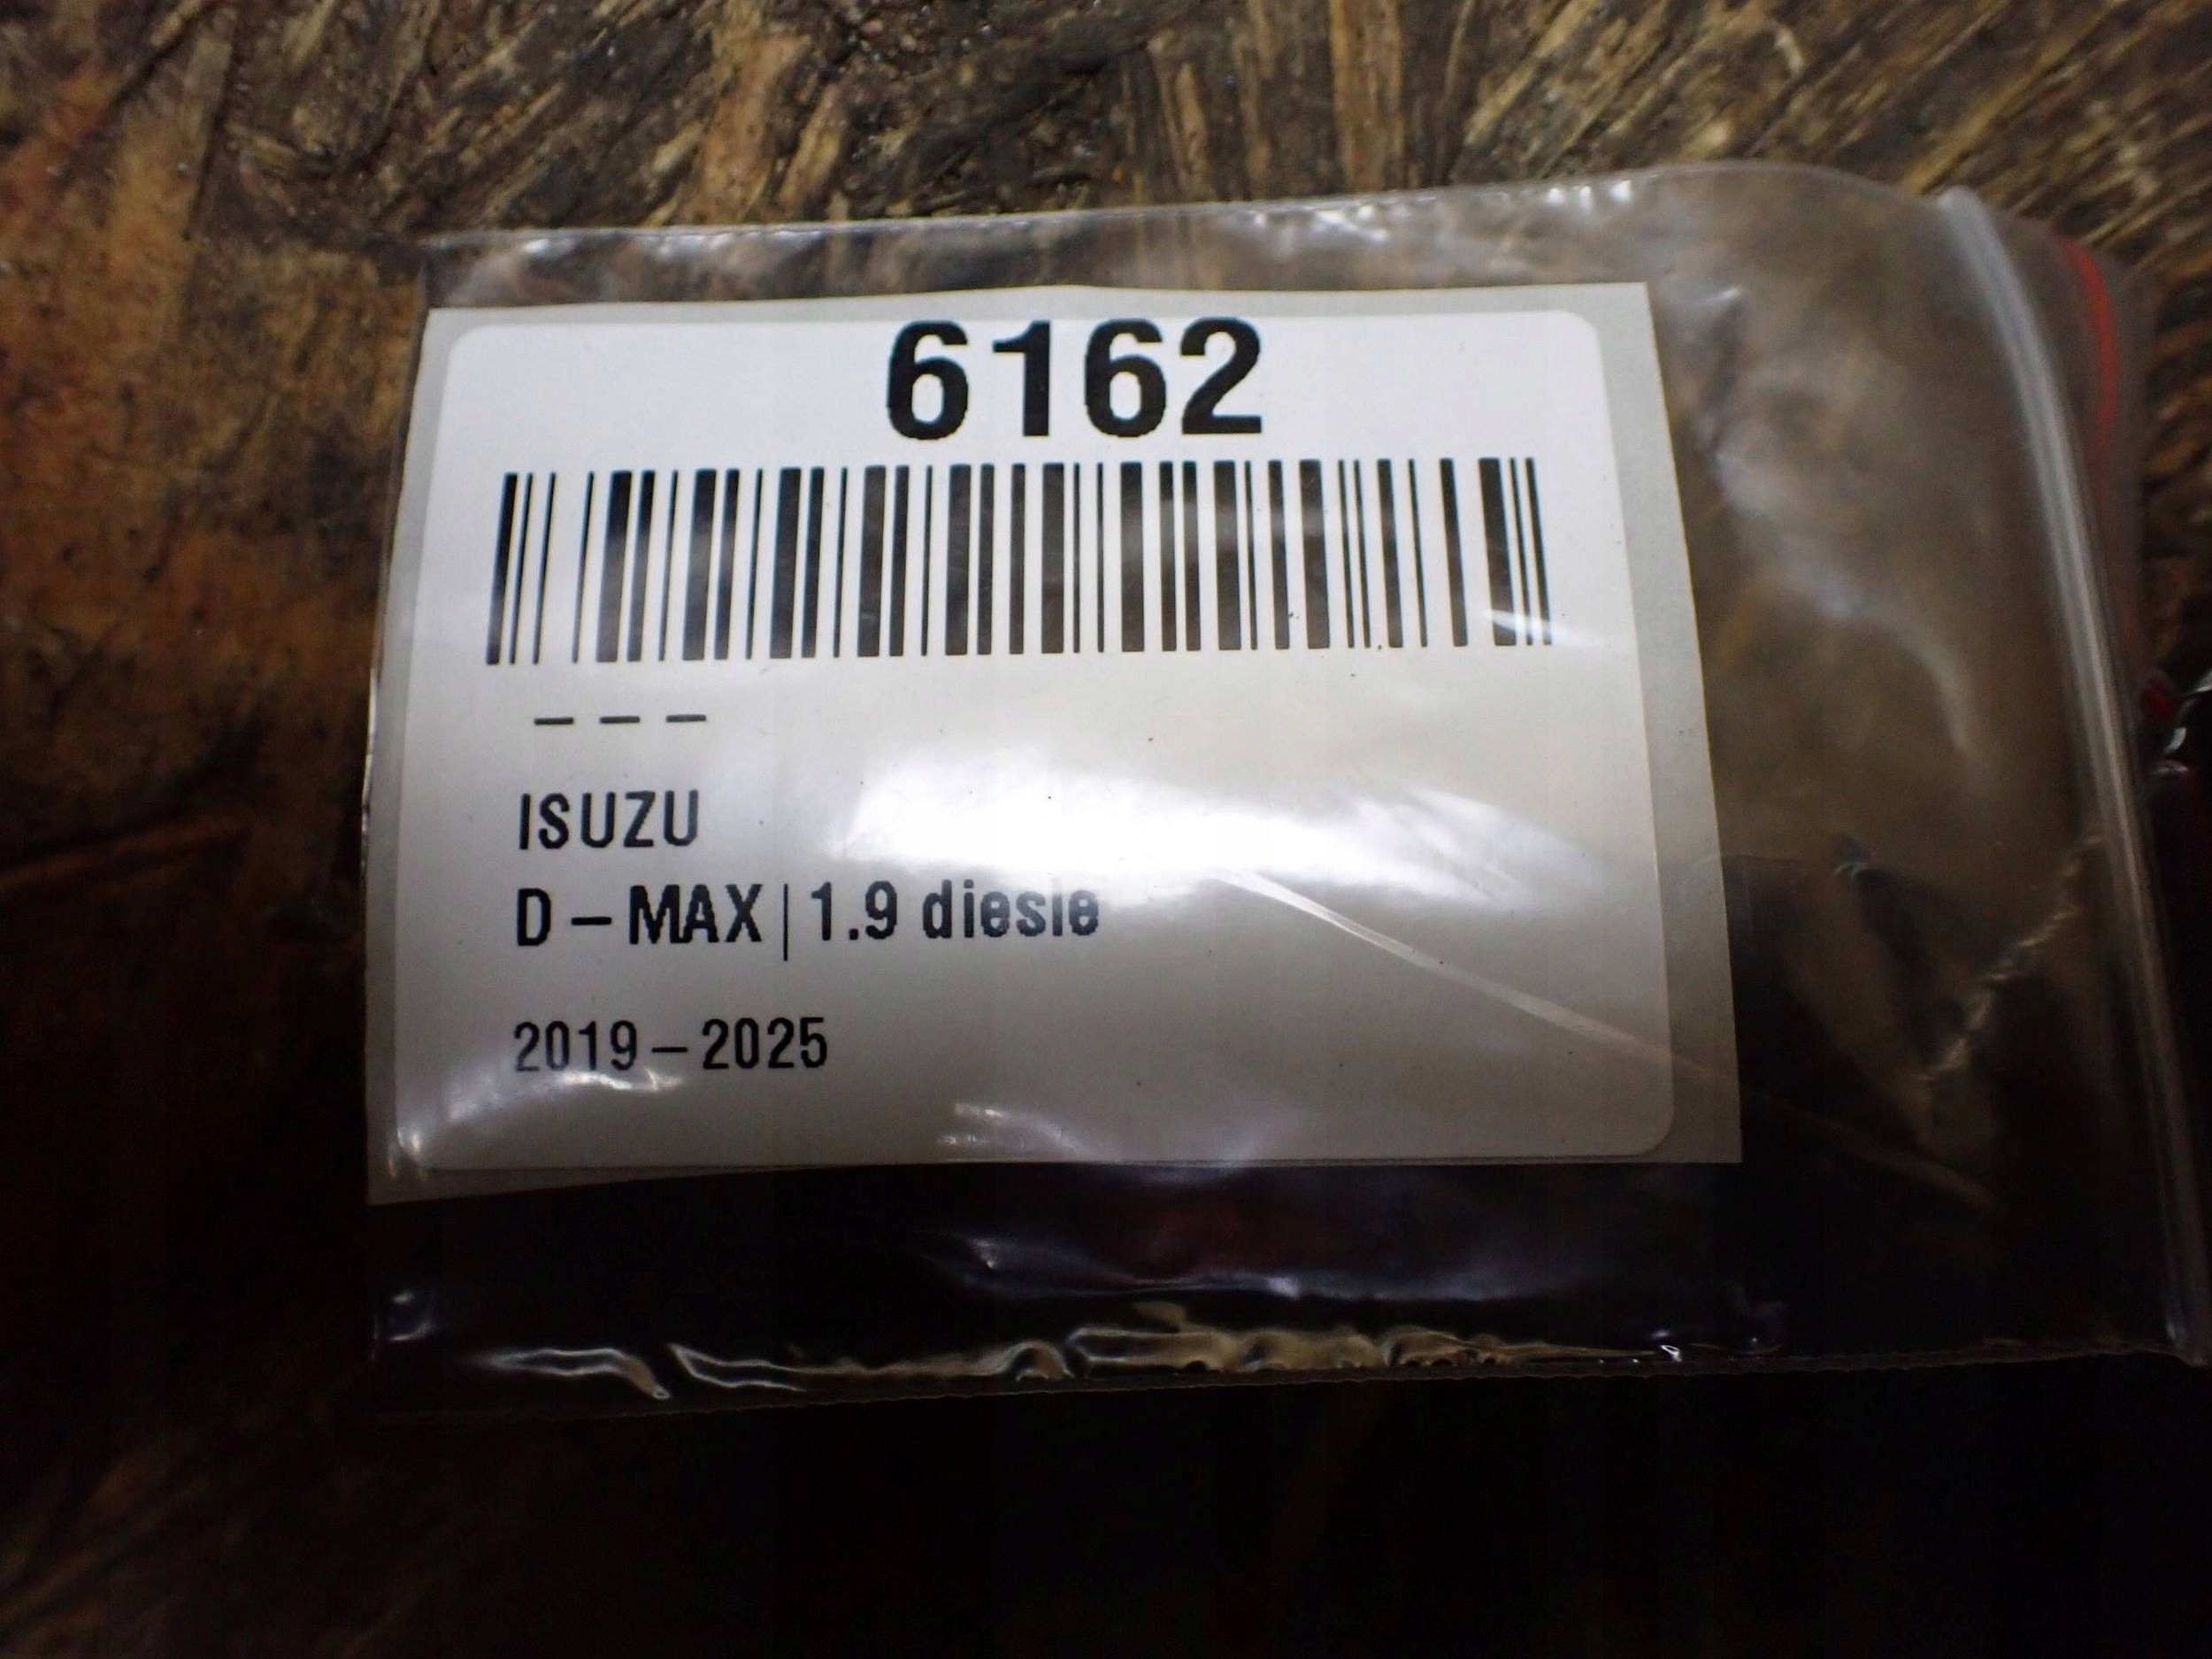 6162
– – –
ISUZU
D – MAX | 1.9 diesle
2019 – 2025